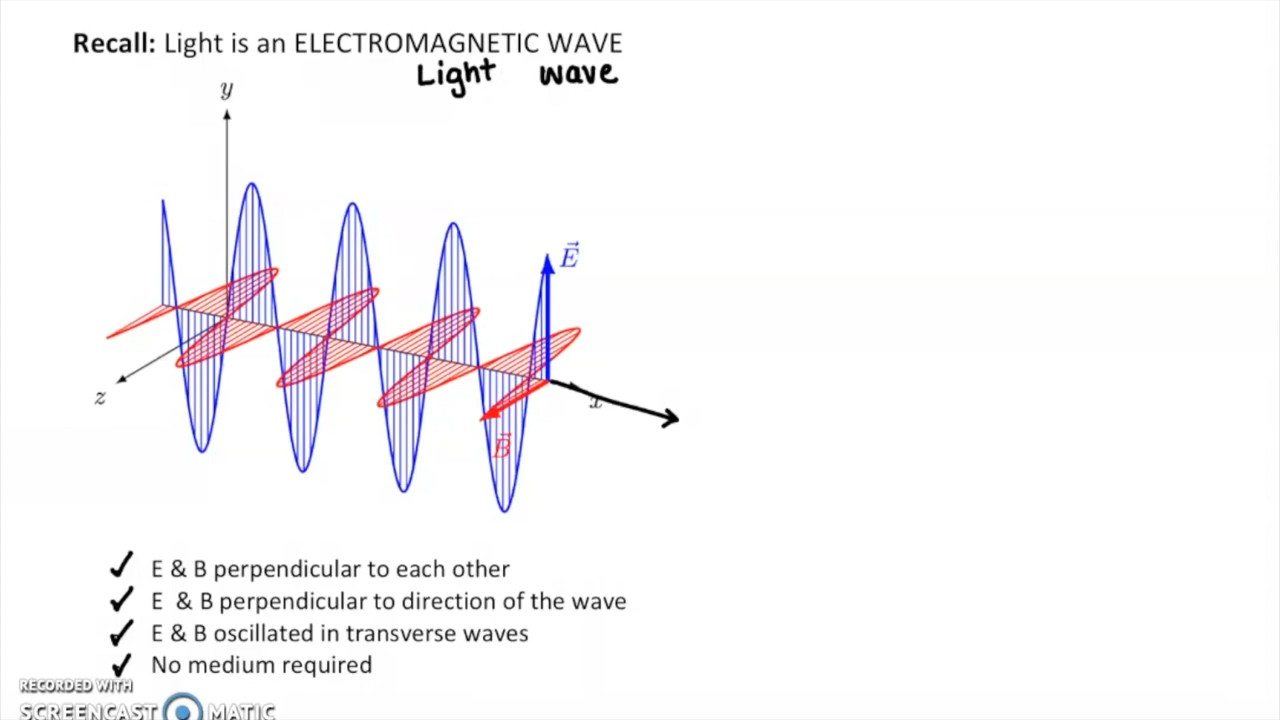 Recall: Light is an ELECTROMAGNETIC WAVE
Light wave
y
E
z
x
B
E & B perpendicular to each other
E & B perpendicular to direction of the wave
E & B oscillated in transverse waves
No medium required
RECORDED WITH
SCREENCAST MATIC